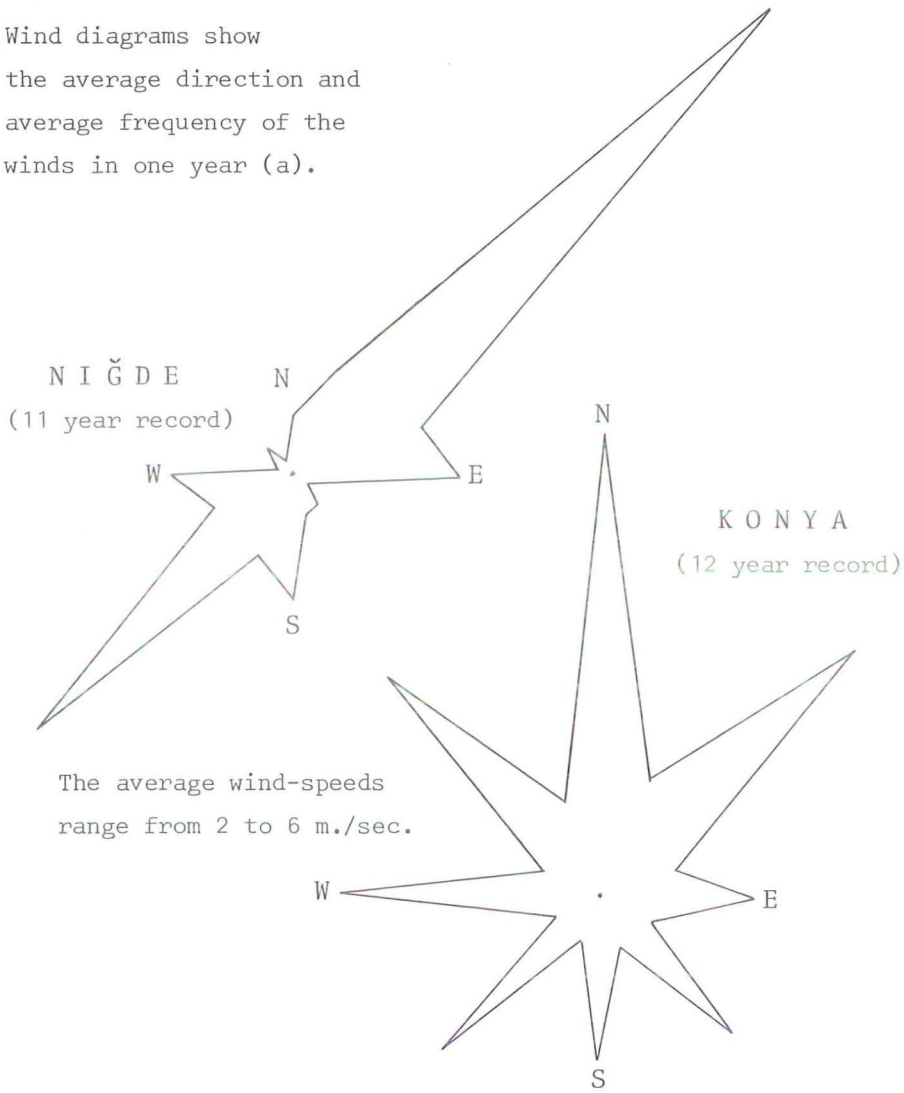 Wind diagrams show
the average direction and
average frequency of the
winds in one year (a).
N I Ğ D E
(11 year record)
N
W
E
S
N
K O N Y A
(12 year record)
The average wind-speeds
range from 2 to 6 m./sec.
W
E
S